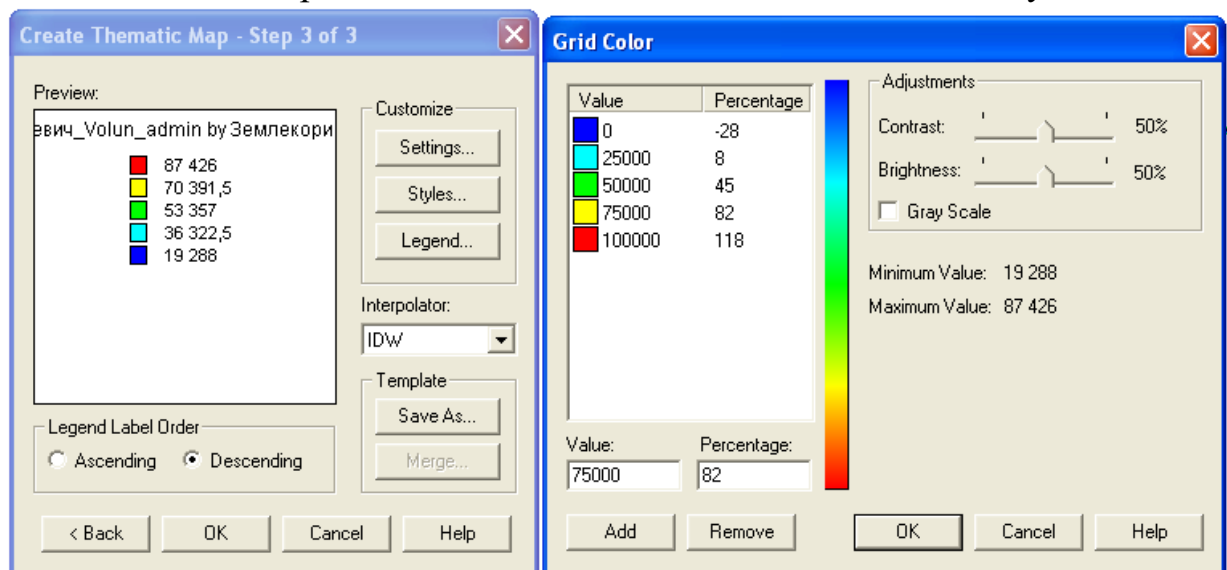 Create Thematic Map - Step 3 of 3
Preview:
евич_Volun_admin by Землекори
87 426
70 391,5
53 357
36 322,5
19 288
Customize
Settings...
Styles...
Legend...
Interpolator:
IDW
Template
Save As...
Merge...
Legend Label Order
Ascending Descending
< Back OK Cancel Help
Grid Color
Value Percentage
0 -28
25000 8
50000 45
75000 82
100000 118
Value: Percentage:
75000 82
Add Remove
Adjustments
Contrast: 50%
Brightness: 50%
Gray Scale
Minimum Value: 19 288
Maximum Value: 87 426
OK Cancel Help